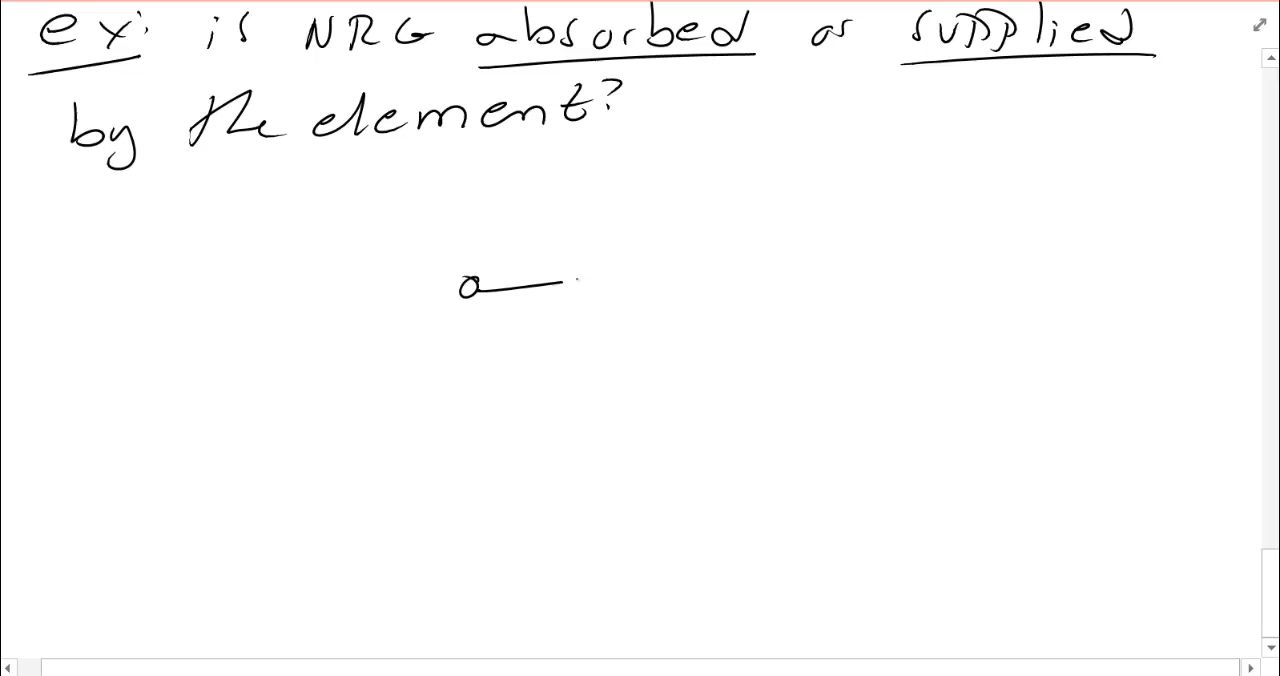 ex: is NRG absorbed or supplied
by the element?